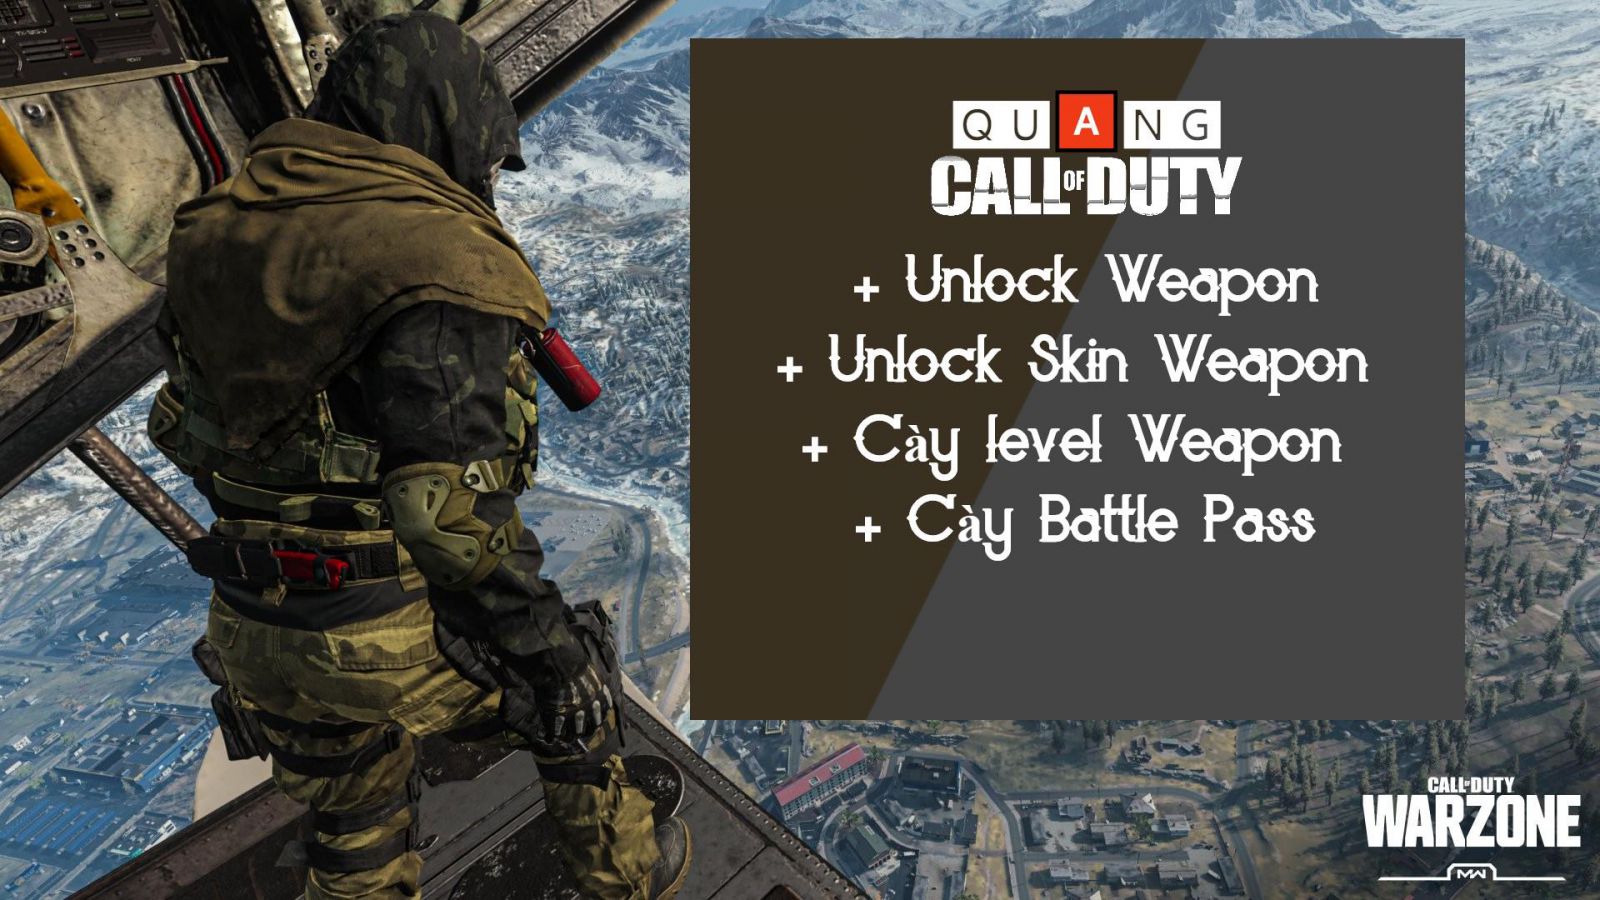 QUANG
CALL OF DUTY
+ Unlock Weapon
+ Unlock Skin Weapon
+ Cày level Weapon
+ Cày Battle Pass
CALL OF DUTY
WARZONE
MW